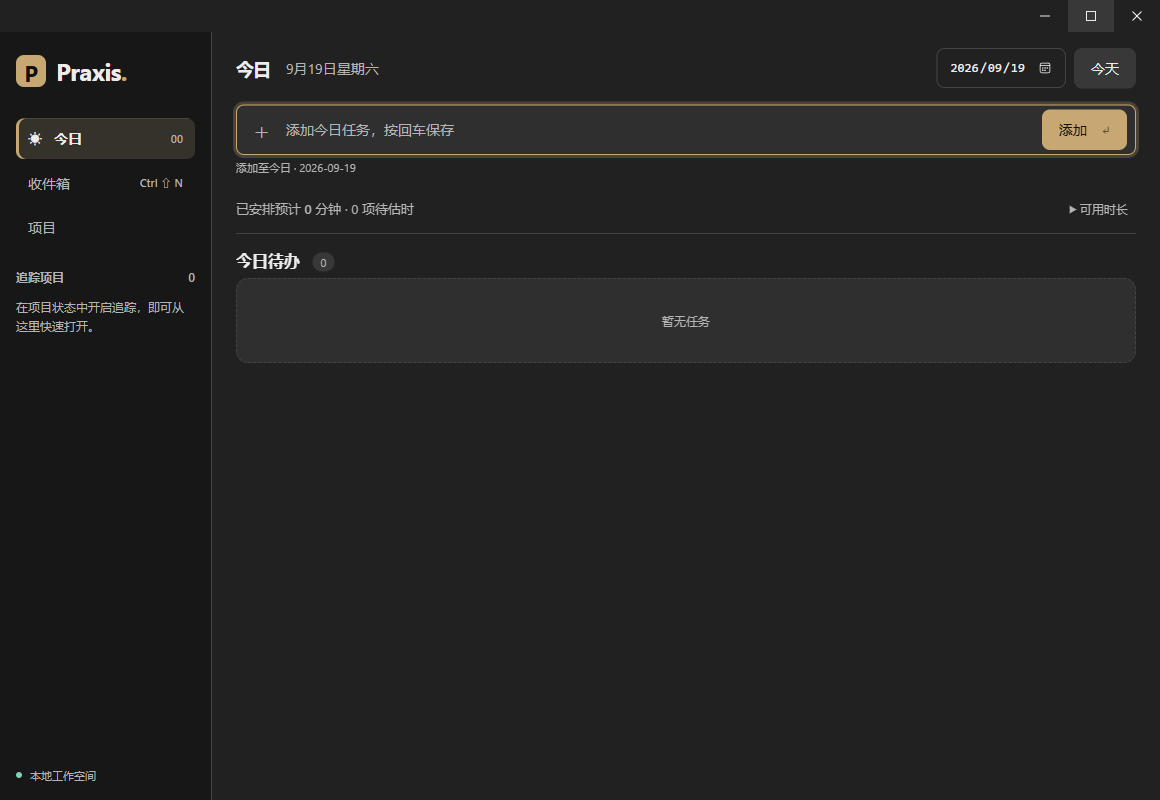 P Praxis.
今日 00
收件箱 Ctrl ⇧ N
项目
追踪项目 0
在项目状态中开启追踪，即可从
这里快速打开。
本地工作空间
今日 9月19日星期六
2026/09/19
今天
＋ 添加今日任务，按回车保存
添加 ↵
添加至今日 · 2026-09-19
已安排预计 0 分钟 · 0 项待估时
▶ 可用时长
今日待办 0
暂无任务